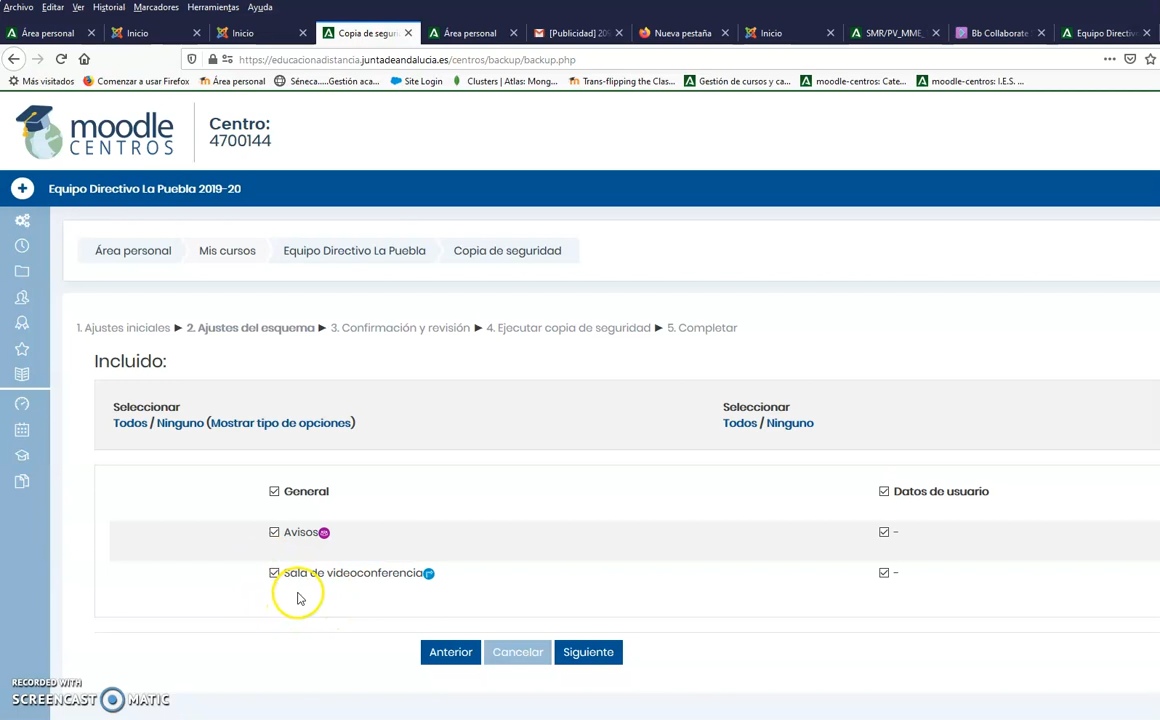 Archivo Editar Ver Historial Marcadores Herramientas Ayuda
Área personal Inicio Inicio Copia de segur Área personal [Publicidad] 20% Nueva pestaña Inicio SMR/PV_MME_ Bb Collaborate Equipo Directiv
https://educacionadistancia.juntadeandalucia.es/centros/backup/backup.php
Más visitados Comenzar a usar Firefox Área personal Séneca....Gestión aca... Site Login Clusters | Atlas: Mong... Trans-flipping the Clas... Gestión de cursos y ca... moodle-centros: Cate... moodle-centros: I.E.S. ...
moodle
CENTROS
Centro:
4700144
Equipo Directivo La Puebla 2019-20
Área personal Mis cursos Equipo Directivo La Puebla Copia de seguridad
1. Ajustes iniciales ► 2. Ajustes del esquema ► 3. Confirmación y revisión ► 4. Ejecutar copia de seguridad ► 5. Completar
Incluido:
Seleccionar Seleccionar
Todos / Ninguno (Mostrar tipo de opciones) Todos / Ninguno
General Datos de usuario
Avisos -
Sala de videoconferencia -
Anterior Cancelar Siguiente
RECORDED WITH
SCREENCAST MATIC